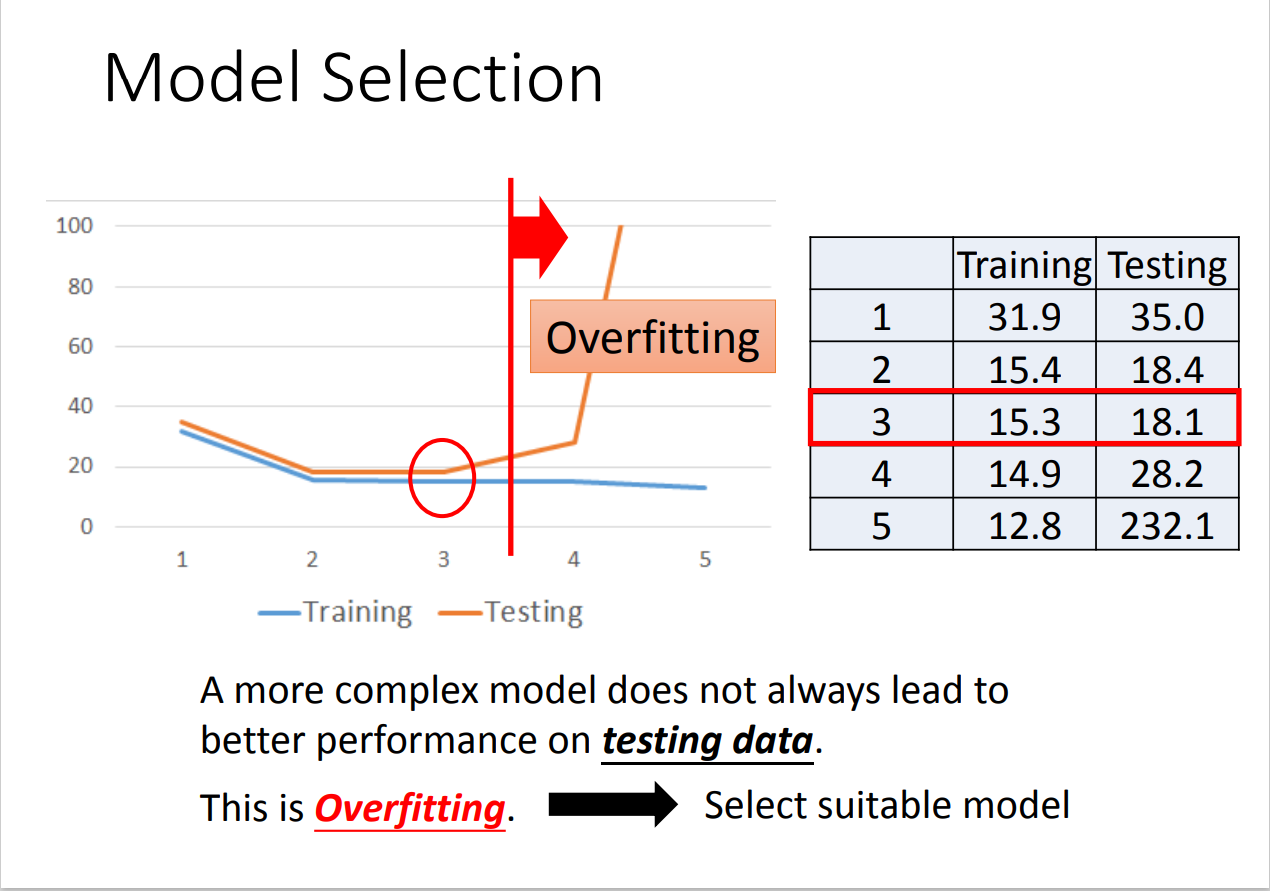 Model Selection
100
80
60
40
20
0
1 2 3 4 5
Overfitting
Training Testing
Training Testing
1 31.9 35.0
2 15.4 18.4
3 15.3 18.1
4 14.9 28.2
5 12.8 232.1
A more complex model does not always lead to
better performance on testing data.
This is Overfitting. Select suitable model